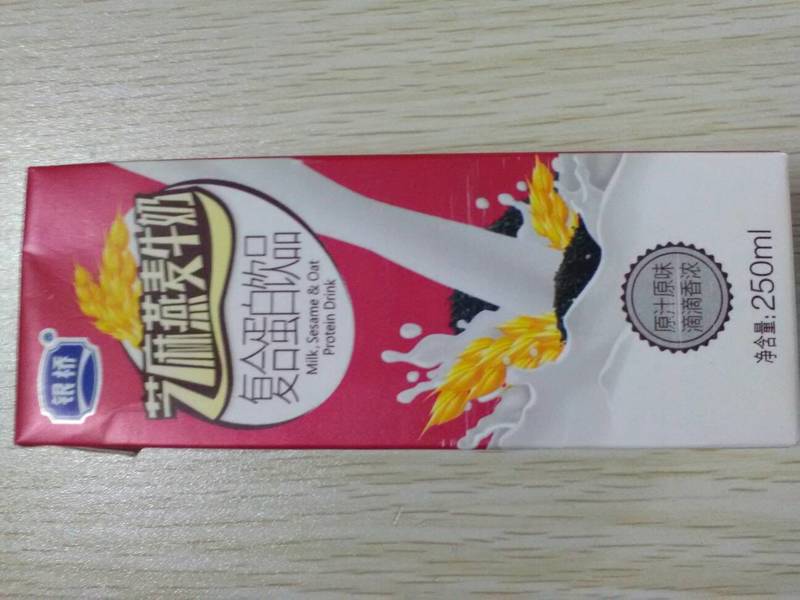 银桥
芝麻燕麦牛奶
复合蛋白饮品
Milk, Sesame & Oat
Protein Drink
原汁原味
滴滴香浓
净含量:250ml